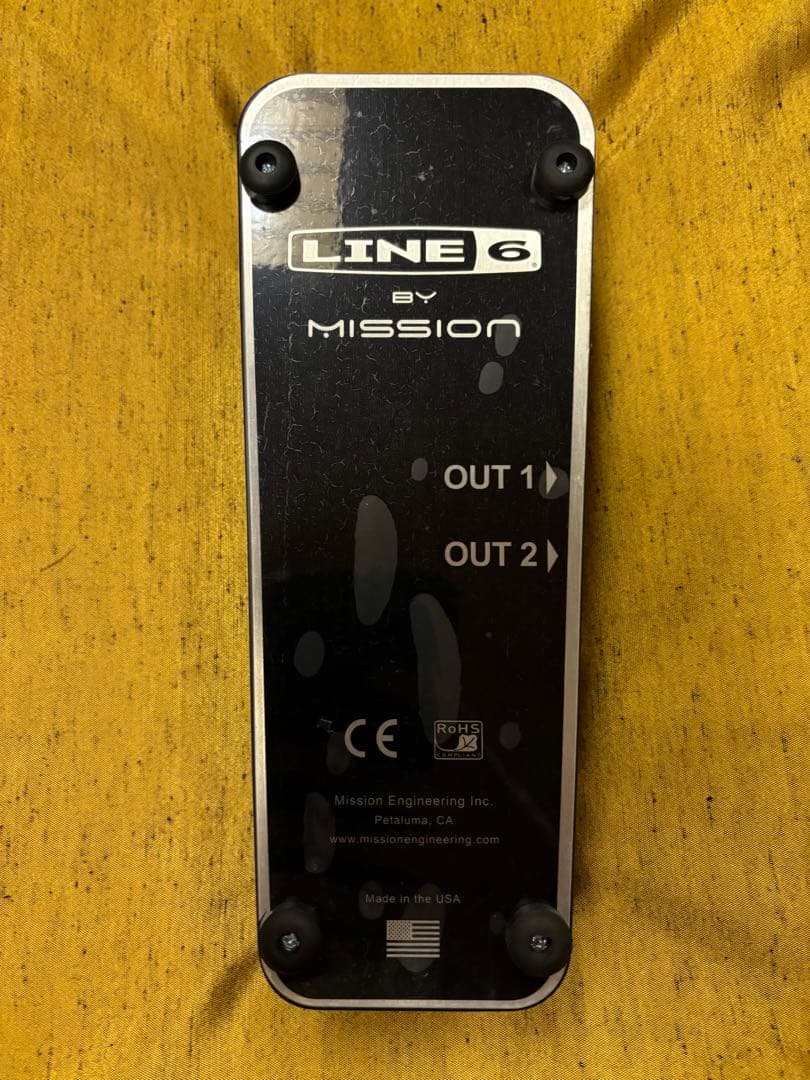 LINE 6
BY
MISSION
OUT 1
OUT 2
CE
RoHS
COMPLIANT
Mission Engineering Inc.
Petaluma, CA
www.missionengineering.com
Made in the USA